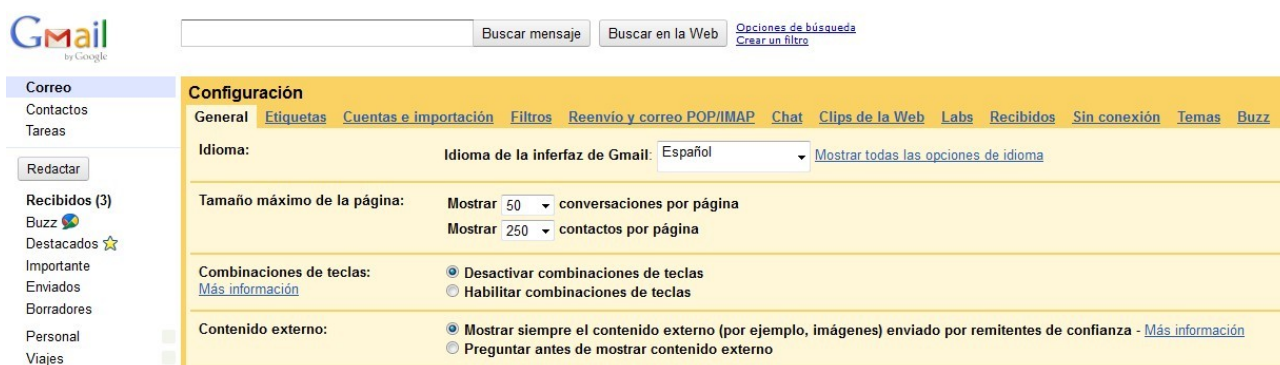 Gmail
by Google
Buscar mensaje Buscar en la Web Opciones de búsqueda
Crear un filtro
Correo
Contactos
Tareas
Redactar
Recibidos (3)
Buzz
Destacados
Importante
Enviados
Borradores
Personal
Viajes
Configuración
General Etiquetas Cuentas e importación Filtros Reenvío y correo POP/IMAP Chat Clips de la Web Labs Recibidos Sin conexión Temas Buzz
Idioma: Idioma de la inferfaz de Gmail: Español Mostrar todas las opciones de idioma
Tamaño máximo de la página: Mostrar 50 conversaciones por página
Mostrar 250 contactos por página
Combinaciones de teclas: Desactivar combinaciones de teclas
Más información Habilitar combinaciones de teclas
Contenido externo: Mostrar siempre el contenido externo (por ejemplo, imágenes) enviado por remitentes de confianza - Más información
Preguntar antes de mostrar contenido externo